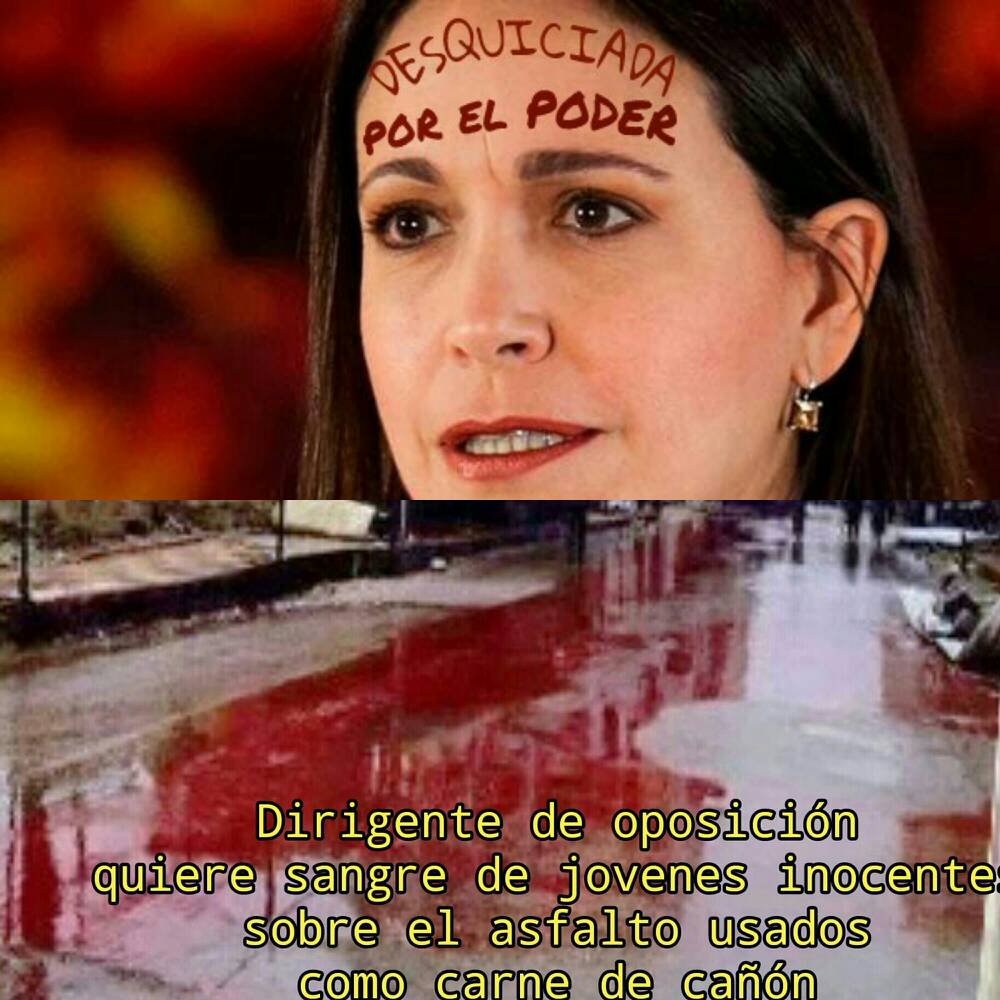 DESQUICIADA
POR EL PODER
Dirigente de oposición
quiere sangre de jovenes inocentes
sobre el asfalto usados
como carne de cañón